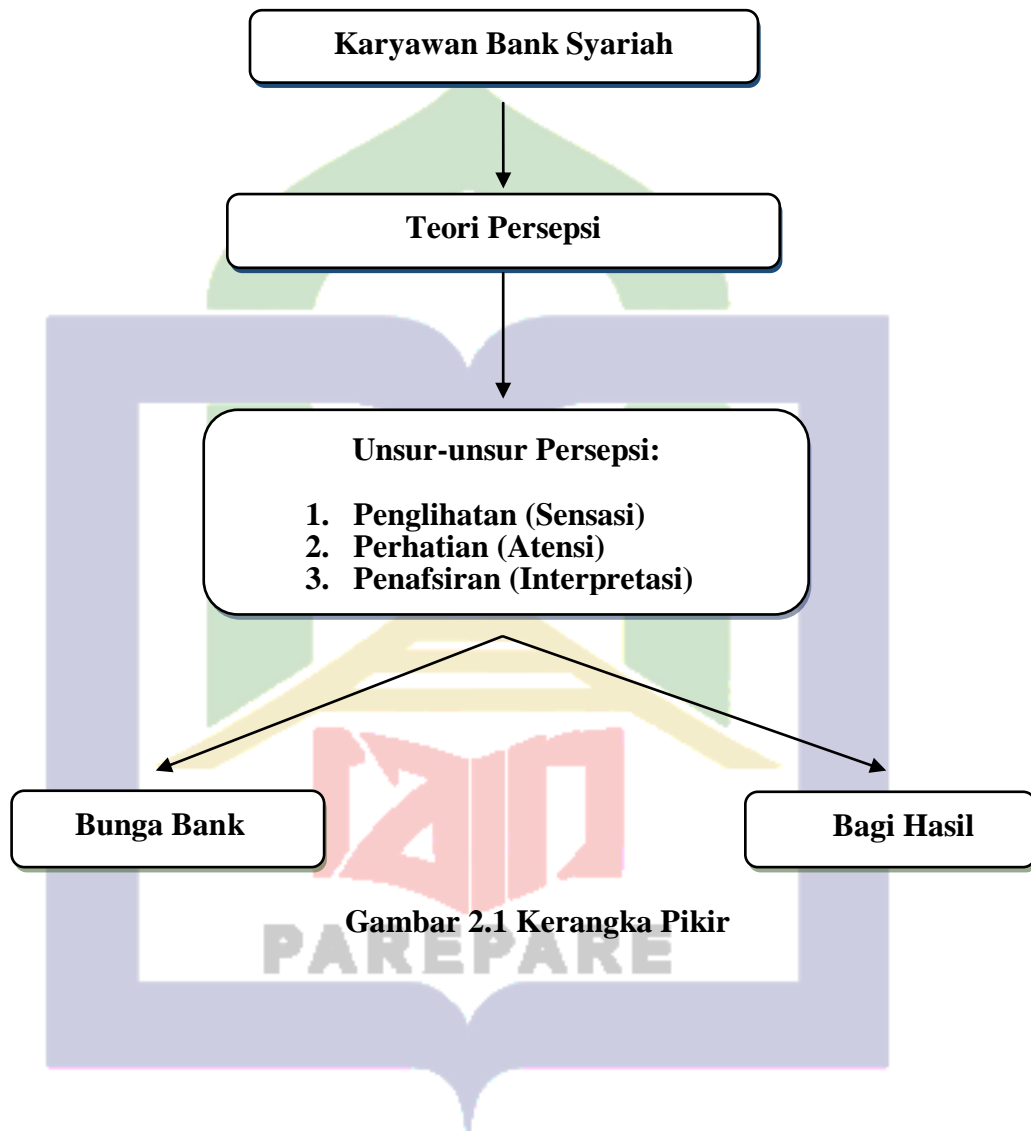 Karyawan Bank Syariah
Teori Persepsi
Unsur-unsur Persepsi:
1. Penglihatan (Sensasi)
2. Perhatian (Atensi)
3. Penafsiran (Interpretasi)
Bunga Bank
Bagi Hasil
Gambar 2.1 Kerangka Pikir
PAREPARE